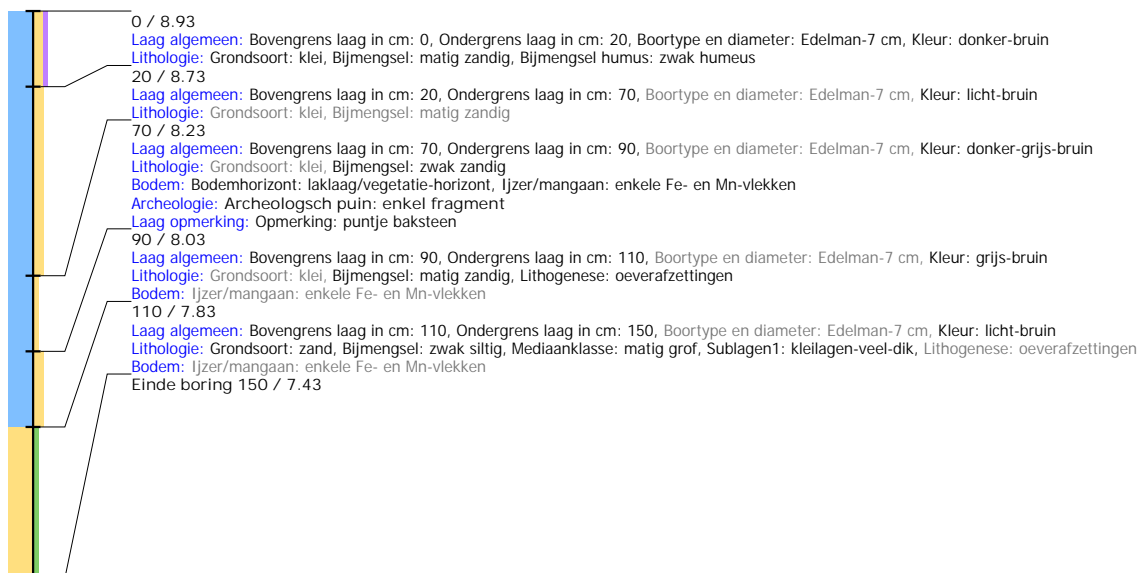 0 / 8.93
Laag algemeen: Bovengrens laag in cm: 0, Ondergrens laag in cm: 20, Boortype en diameter: Edelman-7 cm, Kleur: donker-bruin
Lithologie: Grondsoort: klei, Bijmengsel: matig zandig, Bijmengsel humus: zwak humeus
20 / 8.73
Laag algemeen: Bovengrens laag in cm: 20, Ondergrens laag in cm: 70, Boortype en diameter: Edelman-7 cm, Kleur: licht-bruin
Lithologie: Grondsoort: klei, Bijmengsel: matig zandig
70 / 8.23
Laag algemeen: Bovengrens laag in cm: 70, Ondergrens laag in cm: 90, Boortype en diameter: Edelman-7 cm, Kleur: donker-grijs-bruin
Lithologie: Grondsoort: klei, Bijmengsel: zwak zandig
Bodem: Bodemhorizont: laklaag/vegetatie-horizont, Ijzer/mangaan: enkele Fe- en Mn-vlekken
Archeologie: Archeologsch puin: enkel fragment
Laag opmerking: Opmerking: puntje baksteen
90 / 8.03
Laag algemeen: Bovengrens laag in cm: 90, Ondergrens laag in cm: 110, Boortype en diameter: Edelman-7 cm, Kleur: grijs-bruin
Lithologie: Grondsoort: klei, Bijmengsel: matig zandig, Lithogenese: oeverafzettingen
Bodem: Ijzer/mangaan: enkele Fe- en Mn-vlekken
110 / 7.83
Laag algemeen: Bovengrens laag in cm: 110, Ondergrens laag in cm: 150, Boortype en diameter: Edelman-7 cm, Kleur: licht-bruin
Lithologie: Grondsoort: zand, Bijmengsel: zwak siltig, Mediaanklasse: matig grof, Sublagen1: kleilagen-veel-dik, Lithogenese: oeverafzettingen
Bodem: Ijzer/mangaan: enkele Fe- en Mn-vlekken
Einde boring 150 / 7.43